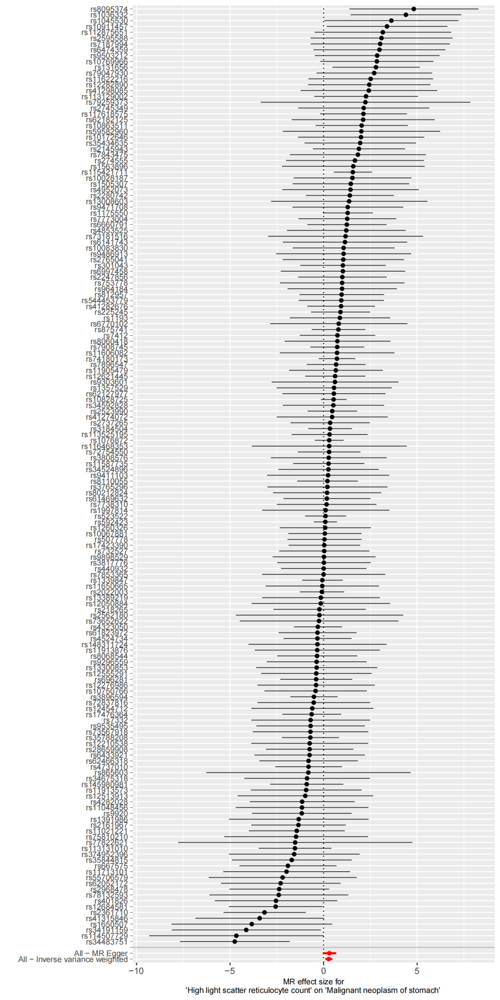 rs8095374
rs1036332
rs1045530
rs10911457
rs112875651
rs2595588
rs7187994
rs6474359
rs9503212
rs10769966
rs131656
rs79047930
rs11622216
rs12282890
rs41298085
rs113129002
rs79259373
rs2745349
rs117618575
rs62182125
rs10863511
rs59582960
rs10172646
rs35434635
rs2145943
rs7843475
rs274555
rs1563896
rs115421711
rs10028187
rs1505307
rs4952073
rs2280742
rs13008603
rs9471708
rs1175550
rs7773004
rs6660791
rs4853525
rs73181516
rs6141743
rs10083830
rs9486913
rs2765041
rs301043
rs6997458
rs2247856
rs753778
rs964184
rs812957
rs544453779
rs41282676
rs225245
rs1193
rs6770102
rs875741
rs7412
rs8060418
rs7908745
rs11606082
rs74180173
rs7896547
rs11905479
rs12621445
rs9303601
rs1357529
rs62127977
rs10828725
rs34592828
rs2523990
rs41274072
rs2737265
rs3184504
rs113525195
rs1076872
rs116468353
rs72754550
rs3808576
rs11587735
rs34524896
rs9411103
rs8110055
rs3765296
rs80212824
rs61469632
rs7738310
rs1997814
rs523522
rs592423
rs1260326
rs10067881
rs507778
rs17423390
rs732527
rs9898529
rs3817776
rs440932
rs7853365
rs1339847
rs11650665
rs2022003
rs13389219
rs12050884
rs218265
rs2562180
rs73652622
rs4323050
rs61823972
rs4524734
rs148311724
rs11913876
rs8068544
rs9296559
rs13300853
rs12555291
rs696281
rs12276986
rs10750766
rs3896594
rs72837816
rs12454712
rs17476364
rs7332
rs9535495
rs73567918
rs35788208
rs12210538
rs28659908
rs6433921
rs62466318
rs4737010
rs865603
rs34675318
rs145980981
rs11913573
rs12513913
rs4282028
rs11048456
rs9920
rs1391986
rs2161967
rs11021221
rs75810210
rs77822621
rs113131010
rs374952396
rs35844815
rs667575
rs11713101
rs55706579
rs62052172
rs2968478
rs78132593
rs401826
rs12684581
rs2361710
rs41315846
rs1650507
rs34191159
rs114507729
rs34483751
All − MR Egger
All − Inverse variance weighted
−10 −5 0 5
MR effect size for
'High light scatter reticulocyte count' on 'Malignant neoplasm of stomach'